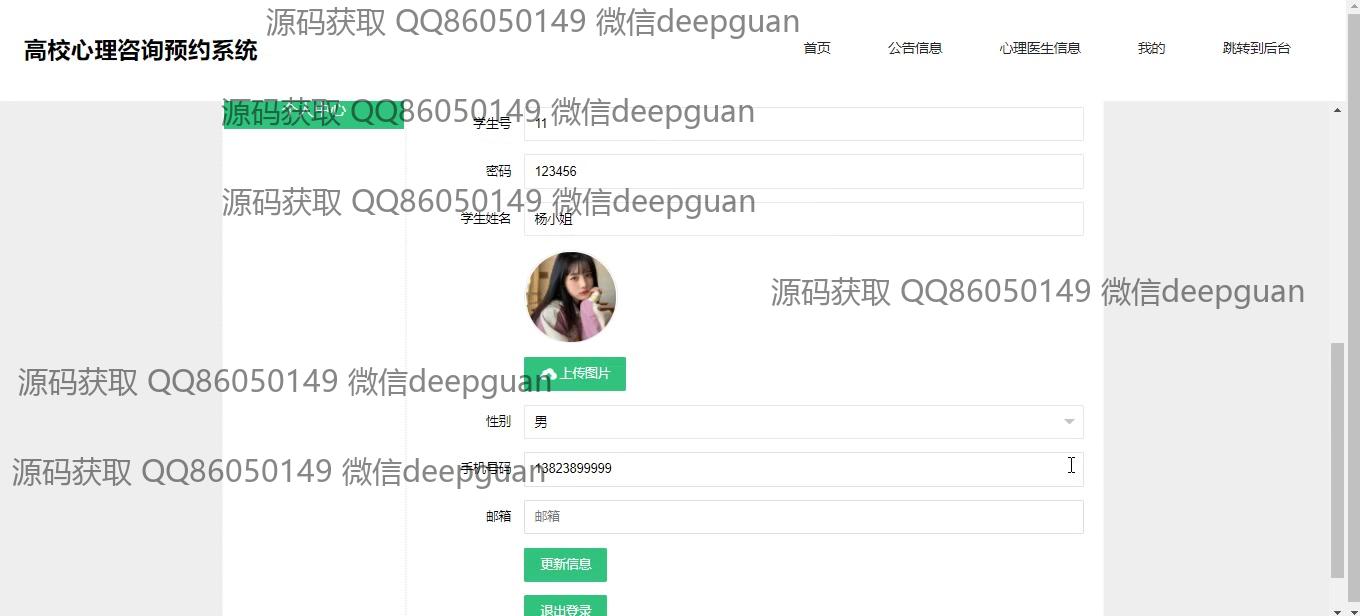 源码获取 QQ86050149 微信deepguan
高校心理咨询预约系统
首页
公告信息
心理医生信息
我的
跳转到后台
个人中心
源码获取 QQ86050149 微信deepguan
学生号
11
密码
123456
源码获取 QQ86050149 微信deepguan
学生姓名
杨小姐
源码获取 QQ86050149 微信deepguan
上传图片
源码获取 QQ86050149 微信deepguan
性别
男
手机号码
13823899999
源码获取 QQ86050149 微信deepguan
邮箱
邮箱
更新信息
退出登录